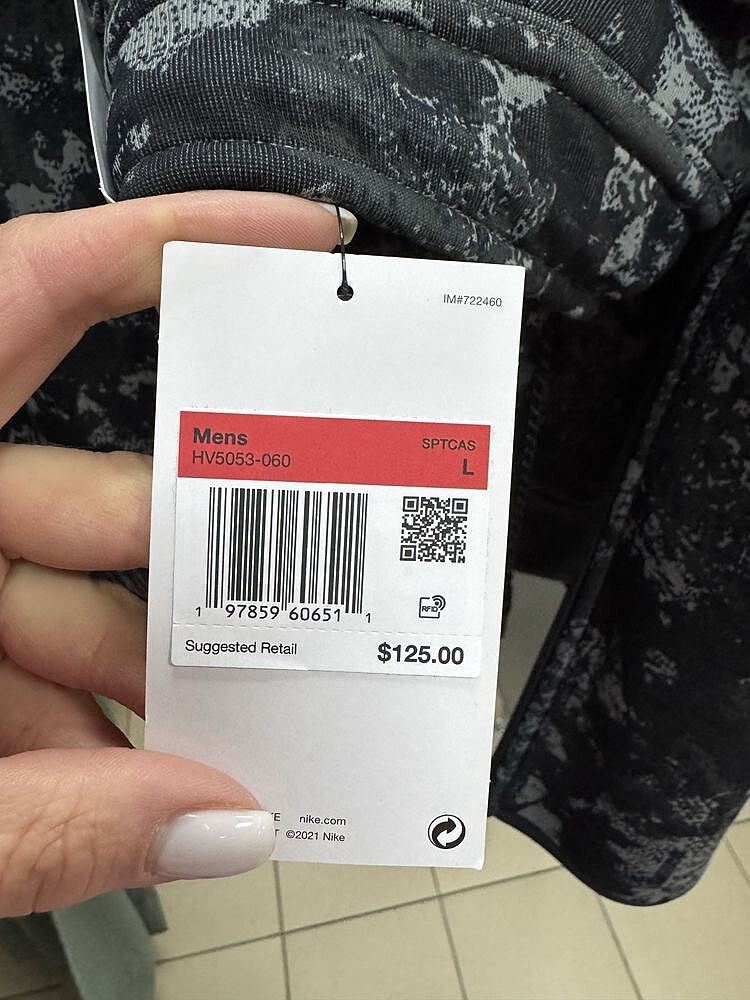 IM#722460
Mens
SPTCAS
HV5053-060
L
1 97859 60651 1
RFID
Suggested Retail
$125.00
nike.com
©2021 Nike